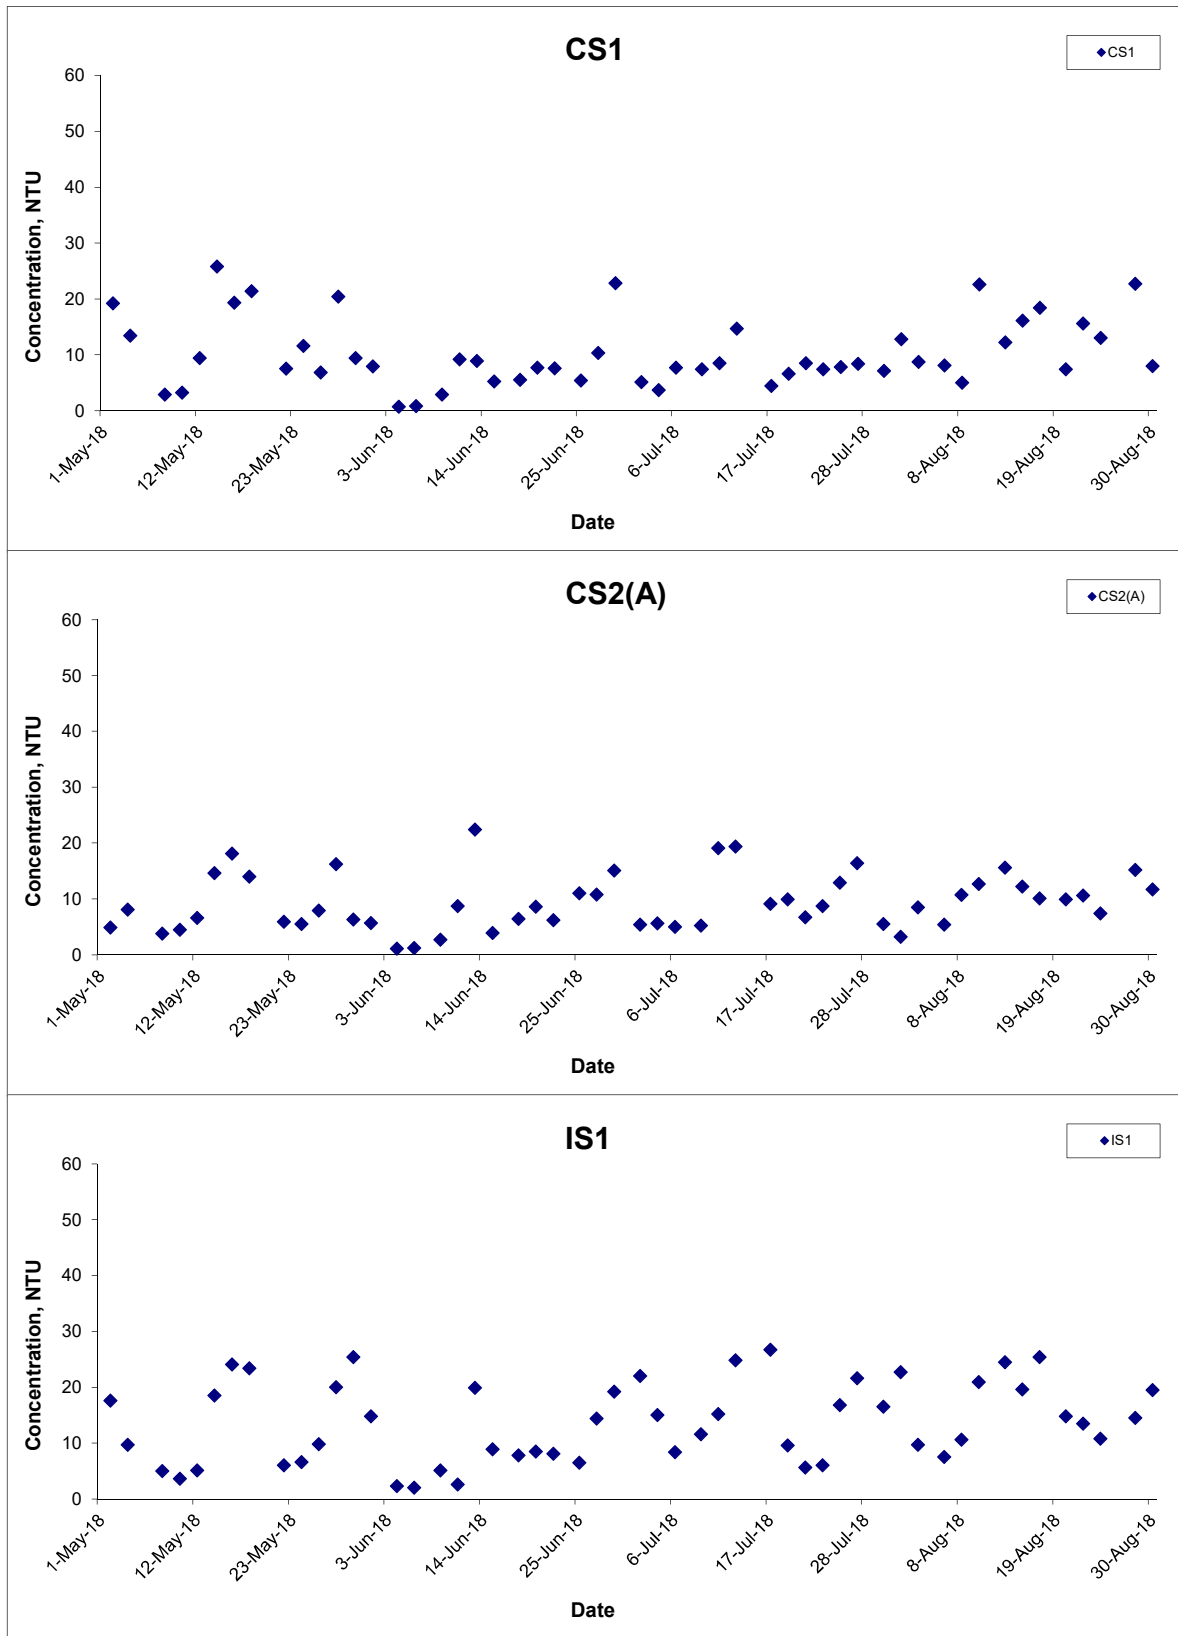 CS1
CS1
60
50
40
30
20
10
0
Concentration, NTU
1-May-18
12-May-18
23-May-18
3-Jun-18
14-Jun-18
25-Jun-18
6-Jul-18
17-Jul-18
28-Jul-18
8-Aug-18
19-Aug-18
30-Aug-18
Date
CS2(A)
CS2(A)
60
50
40
30
20
10
0
Concentration, NTU
1-May-18
12-May-18
23-May-18
3-Jun-18
14-Jun-18
25-Jun-18
6-Jul-18
17-Jul-18
28-Jul-18
8-Aug-18
19-Aug-18
30-Aug-18
Date
IS1
IS1
60
50
40
30
20
10
0
Concentration, NTU
1-May-18
12-May-18
23-May-18
3-Jun-18
14-Jun-18
25-Jun-18
6-Jul-18
17-Jul-18
28-Jul-18
8-Aug-18
19-Aug-18
30-Aug-18
Date